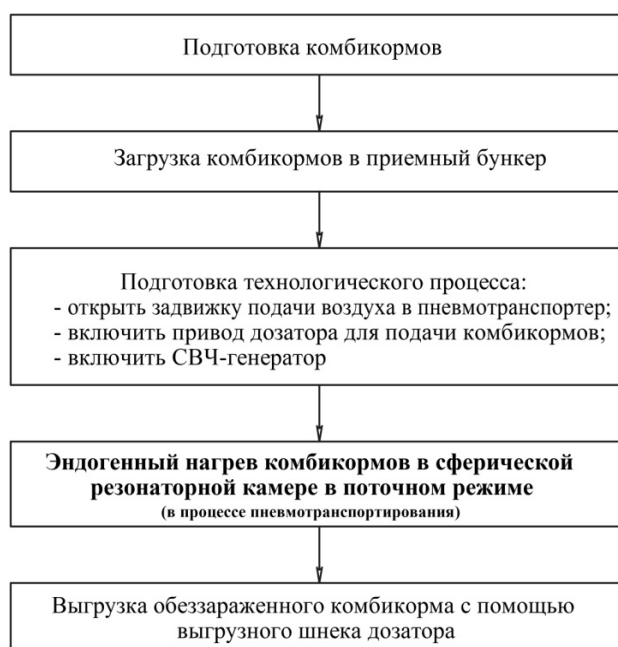 Подготовка комбикормов
Загрузка комбикормов в приемный бункер
Подготовка технологического процесса:
- открыть задвижку подачи воздуха в пневмотранспортер;
- включить привод дозатора для подачи комбикормов;
- включить СВЧ-генератор
Эндогенный нагрев комбикормов в сферической
резонаторной камере в поточном режиме
(в процессе пневмотранспортирования)
Выгрузка обеззараженного комбикорма с помощью
выгрузного шнека дозатора